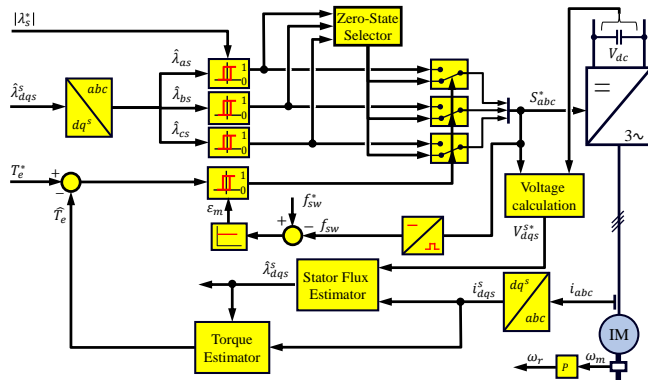 |λ*s|
Zero-State
Selector
Vdc
λ̂as
1
0
λ̂sdqs
abc
dqs
λ̂bs
1
0
S*abc
=
3~
λ̂cs
1
0
T*e
+
−
1
0
T̂e
εm
f*sw
+
−
fsw
Voltage
calculation
Vs*dqs
λ̂sdqs
Stator Flux
Estimator
isdqs
dqs
abc
iabc
Torque
Estimator
IM
ωr
P
ωm